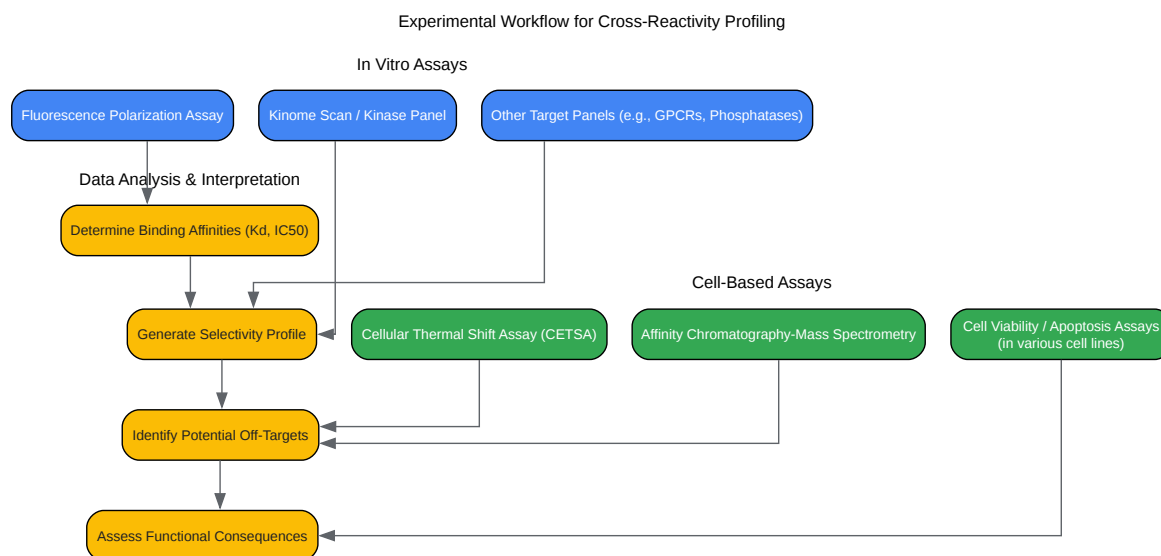 Experimental Workflow for Cross-Reactivity Profiling
In Vitro Assays
Fluorescence Polarization Assay
Kinome Scan / Kinase Panel
Other Target Panels (e.g., GPCRs, Phosphatases)
Data Analysis & Interpretation
Determine Binding Affinities (Kd, IC50)
Cell-Based Assays
Generate Selectivity Profile
Cellular Thermal Shift Assay (CETSA)
Affinity Chromatography-Mass Spectrometry
Cell Viability / Apoptosis Assays
(in various cell lines)
Identify Potential Off-Targets
Assess Functional Consequences